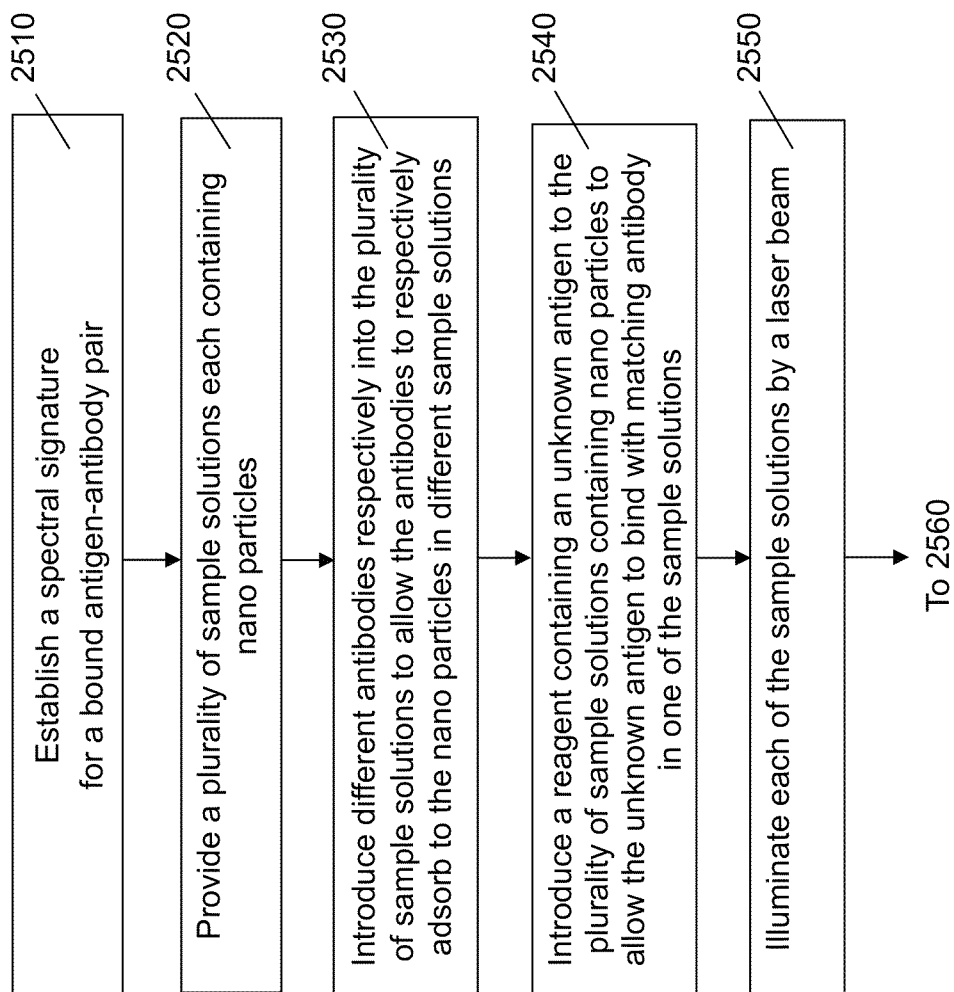 2510
Establish a spectral signature
for a bound antigen-antibody pair
2520
Provide a plurality of sample solutions each containing
nano particles
2530
Introduce different antibodies respectively into the plurality
of sample solutions to allow the antibodies to respectively
adsorb to the nano particles in different sample solutions
2540
Introduce a reagent containing an unknown antigen to the
plurality of sample solutions containing nano particles to
allow the unknown antigen to bind with matching antibody
in one of the sample solutions
2550
Illuminate each of the sample solutions by a laser beam
To 2560